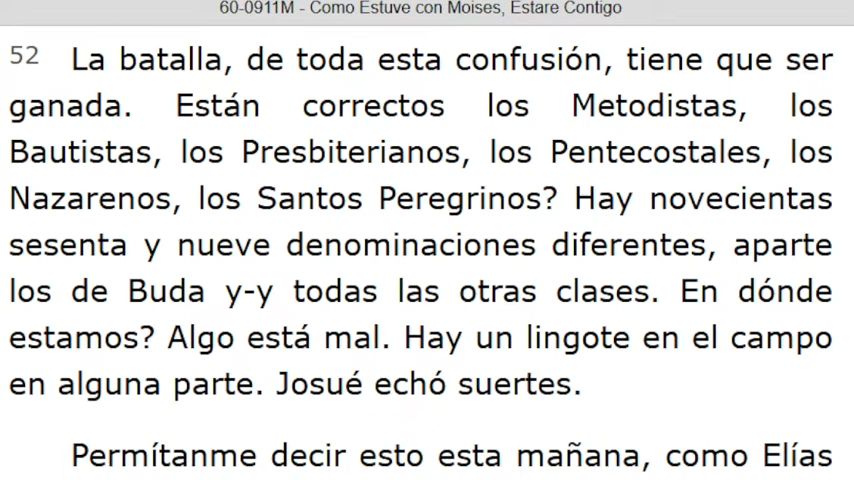 60-0911M - Como Estuve con Moises, Estare Contigo
52 La batalla, de toda esta confusión, tiene que ser
ganada. Están correctos los Metodistas, los
Bautistas, los Presbiterianos, los Pentecostales, los
Nazarenos, los Santos Peregrinos? Hay novecientas
sesenta y nueve denominaciones diferentes, aparte
los de Buda y-y todas las otras clases. En dónde
estamos? Algo está mal. Hay un lingote en el campo
en alguna parte. Josué echó suertes.
Permítanme decir esto esta mañana, como Elías